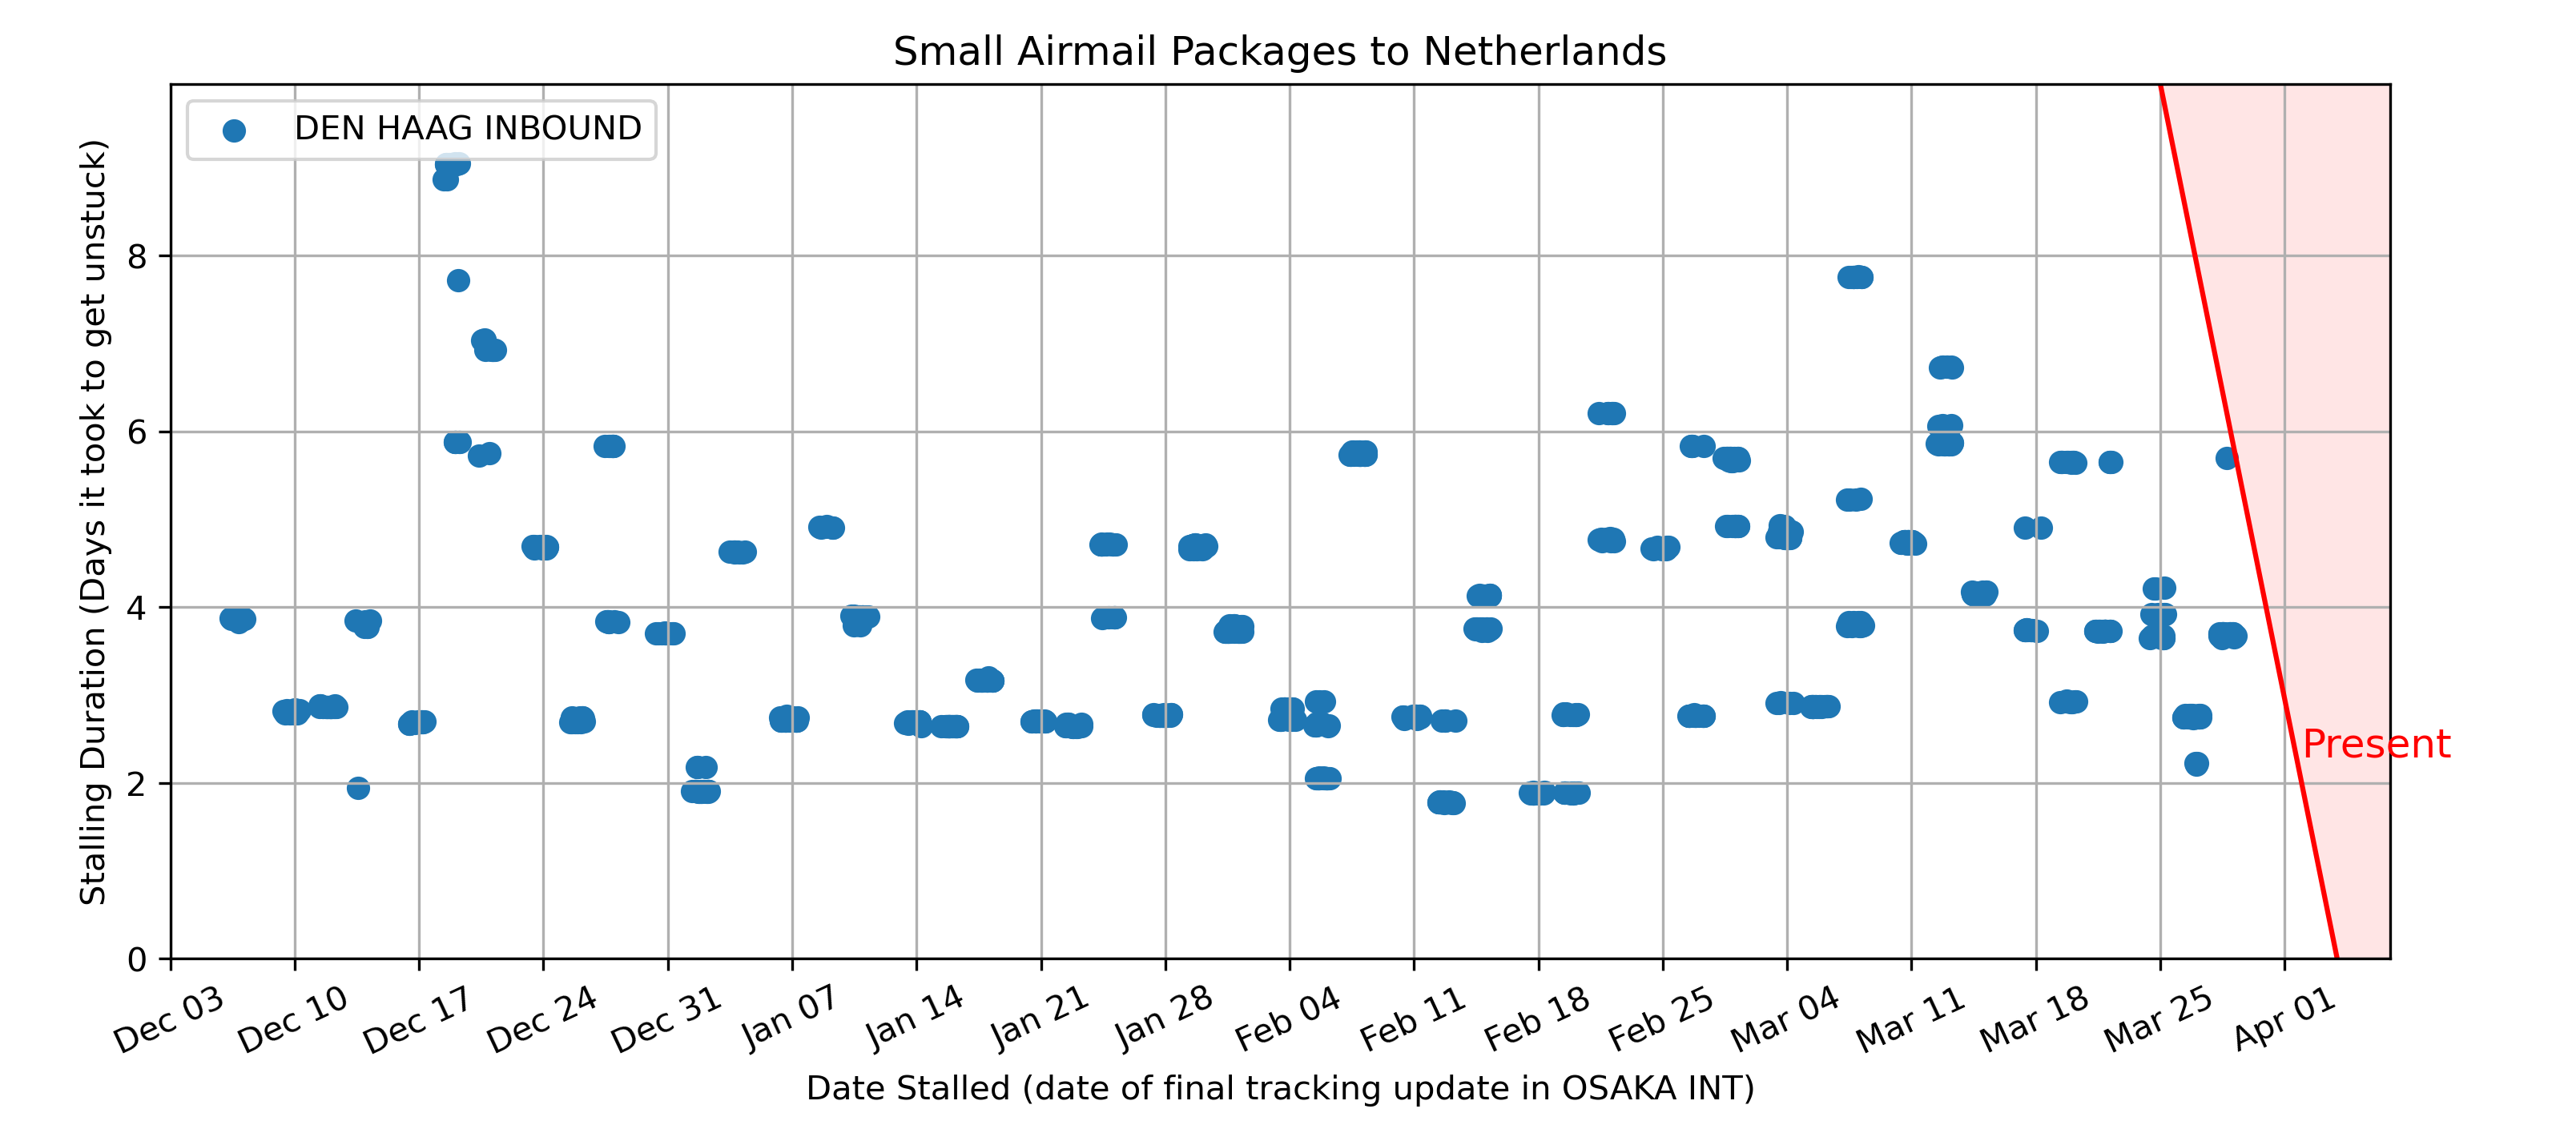 Small Airmail Packages to Netherlands
DEN HAAG INBOUND
Stalling Duration (Days it took to get unstuck)
8
6
4
2
0
Present
Dec 03
Dec 10
Dec 17
Dec 24
Dec 31
Jan 07
Jan 14
Jan 21
Jan 28
Feb 04
Feb 11
Feb 18
Feb 25
Mar 04
Mar 11
Mar 18
Mar 25
Apr 01
Date Stalled (date of final tracking update in OSAKA INT)